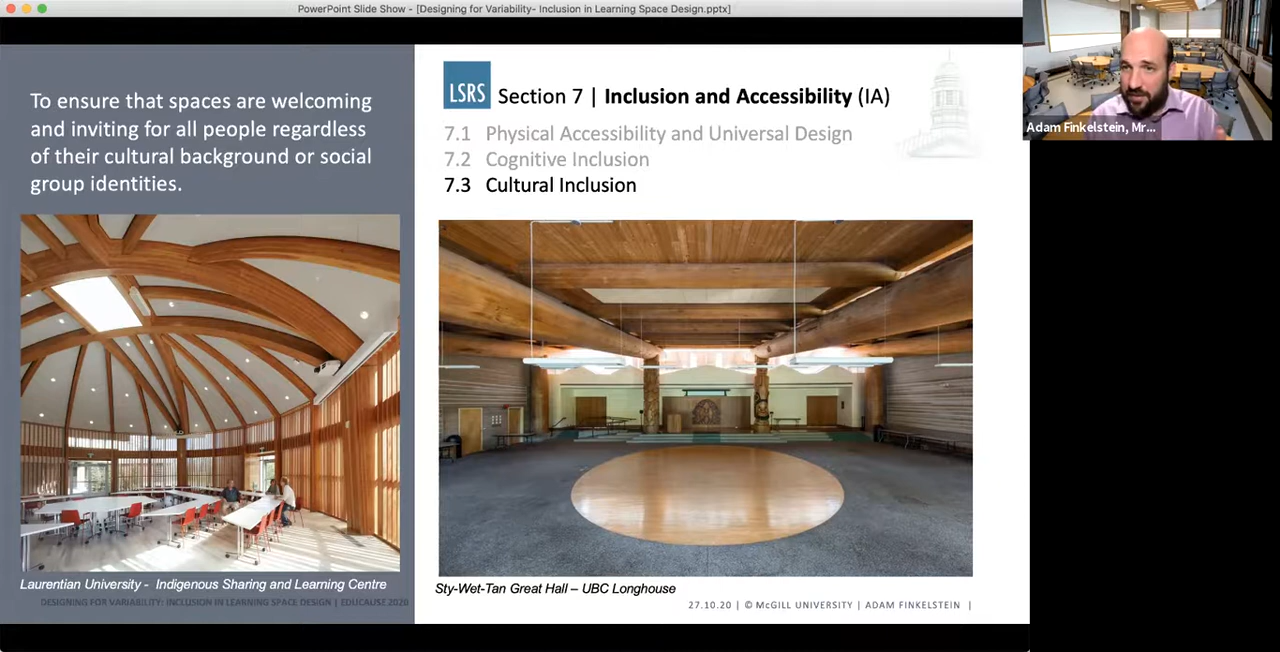 PowerPoint Slide Show - [Designing for Variability- Inclusion in Learning Space Design.pptx]
To ensure that spaces are welcoming
and inviting for all people regardless
of their cultural background or social
group identities.
Laurentian University - Indigenous Sharing and Learning Centre
DESIGNING FOR VARIABILITY: INCLUSION IN LEARNING SPACE DESIGN | EDUCAUSE 2020
LSRS
Section 7 | Inclusion and Accessibility (IA)
7.1 Physical Accessibility and Universal Design
7.2 Cognitive Inclusion
7.3 Cultural Inclusion
Sty-Wet-Tan Great Hall – UBC Longhouse
27.10.20 | © McGILL UNIVERSITY | ADAM FINKELSTEIN |
Adam Finkelstein, Mr...